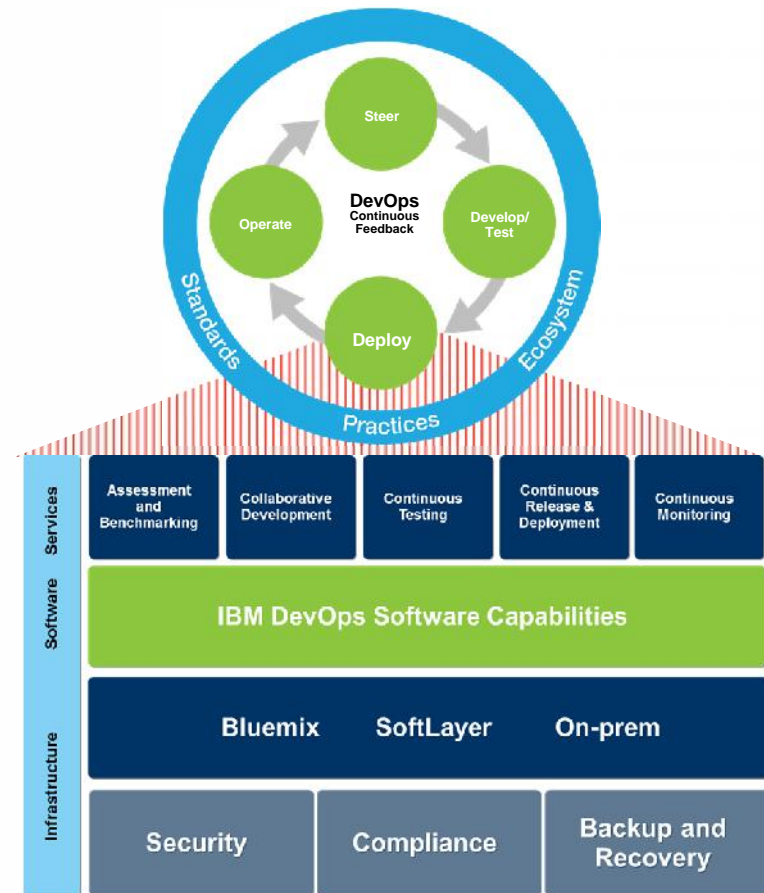 Steer
DevOps
Continuous
Feedback
Operate
Develop/
Test
Deploy
Standards
Practices
Ecosystem
Services
Assessment
and
Benchmarking
Collaborative
Development
Continuous
Testing
Continuous
Release &
Deployment
Continuous
Monitoring
Software
IBM DevOps Software Capabilities
Infrastructure
Bluemix SoftLayer On-prem
Security
Compliance
Backup and
Recovery